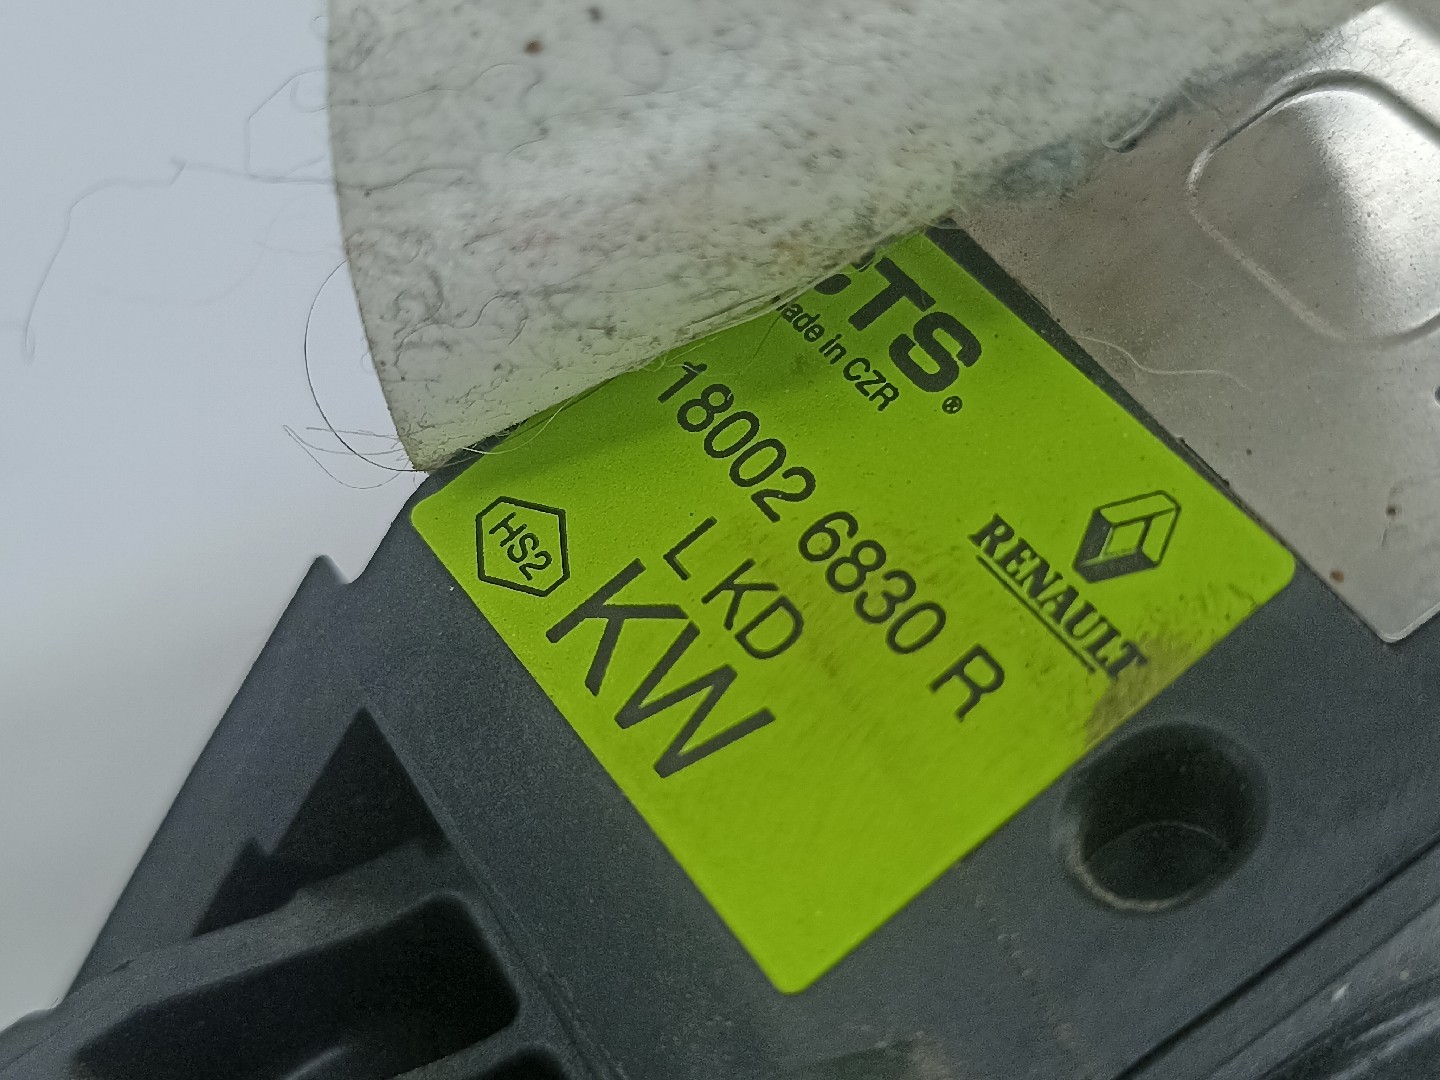 CTS®
made in CZR
18002 6830 R
L KD
HS2
KW
RENAULT